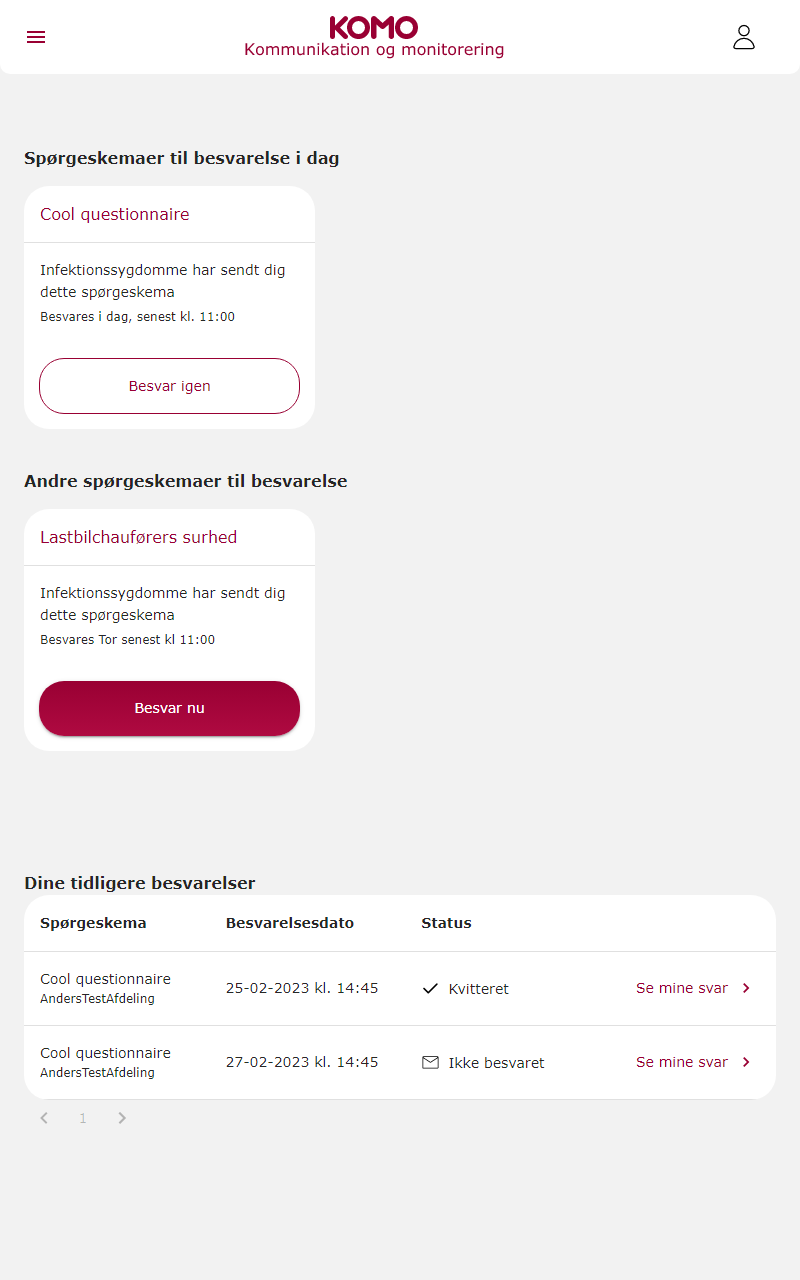 KOMO
Kommunikation og monitorering
Spørgeskemaer til besvarelse i dag
Cool questionnaire
Infektionssygdomme har sendt dig
dette spørgeskema
Besvares i dag, senest kl. 11:00
Besvar igen
Andre spørgeskemaer til besvarelse
Lastbilchauførers surhed
Infektionssygdomme har sendt dig
dette spørgeskema
Besvares Tor senest kl 11:00
Besvar nu
Dine tidligere besvarelser
Spørgeskema Besvarelsesdato Status
Cool questionnaire
AndersTestAfdeling
25-02-2023 kl. 14:45 Kvitteret Se mine svar
Cool questionnaire
AndersTestAfdeling
27-02-2023 kl. 14:45 Ikke besvaret Se mine svar
1